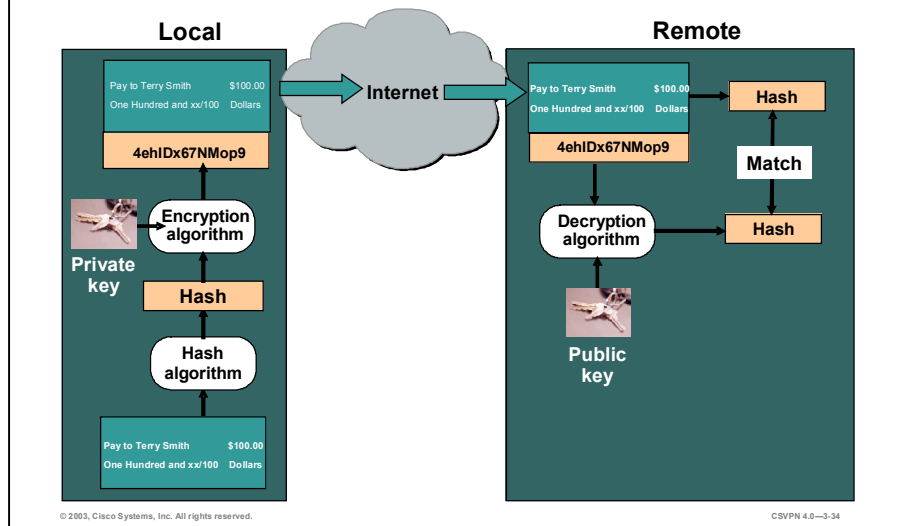 Local
Remote
Pay to Terry Smith $100.00
One Hundred and xx/100 Dollars
4ehIDx67NMop9
Encryption
algorithm
Private
key
Hash
Hash
algorithm
Pay to Terry Smith $100.00
One Hundred and xx/100 Dollars
Internet
Pay to Terry Smith $100.00
One Hundred and xx/100 Dollars
4ehIDx67NMop9
Hash
Match
Hash
Decryption
algorithm
Public
key
© 2003, Cisco Systems, Inc. All rights reserved.
CSVPN 4.0—3-34